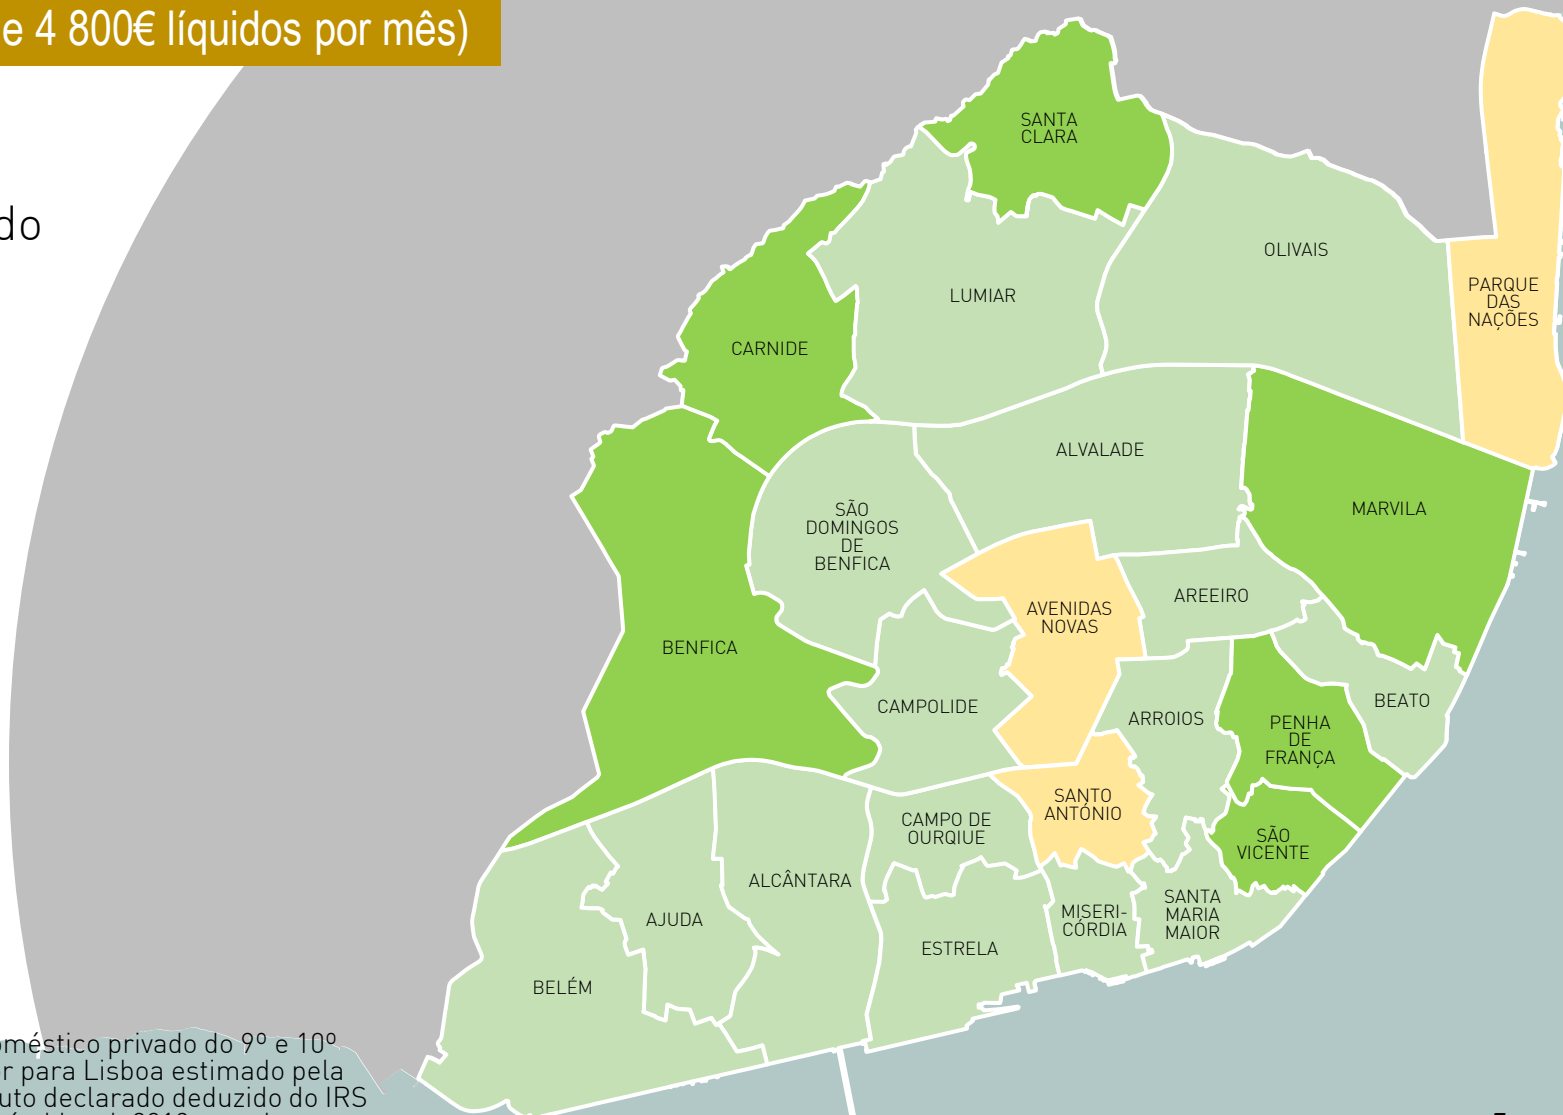 e 4 800€ líquidos por mês)
do
SANTA
CLARA
OLIVAIS
LUMIAR
PARQUE
DAS
NAÇÕES
CARNIDE
ALVALADE
MARVILA
SÃO
DOMINGOS
DE
BENFICA
AREEIRO
AVENIDAS
NOVAS
BENFICA
CAMPOLIDE
ARROIOS
BEATO
PENHA
DE
FRANÇA
SANTO
ANTÓNIO
CAMPO DE
OURQIUE
SÃO
VICENTE
ALCÂNTARA
AJUDA
MISERI-
CÓRDIA
SANTA
MARIA
MAIOR
ESTRELA
BELÉM
oméstico privado do 9º e 10º
r para Lisboa estimado pela
uto declarado deduzido do IRS